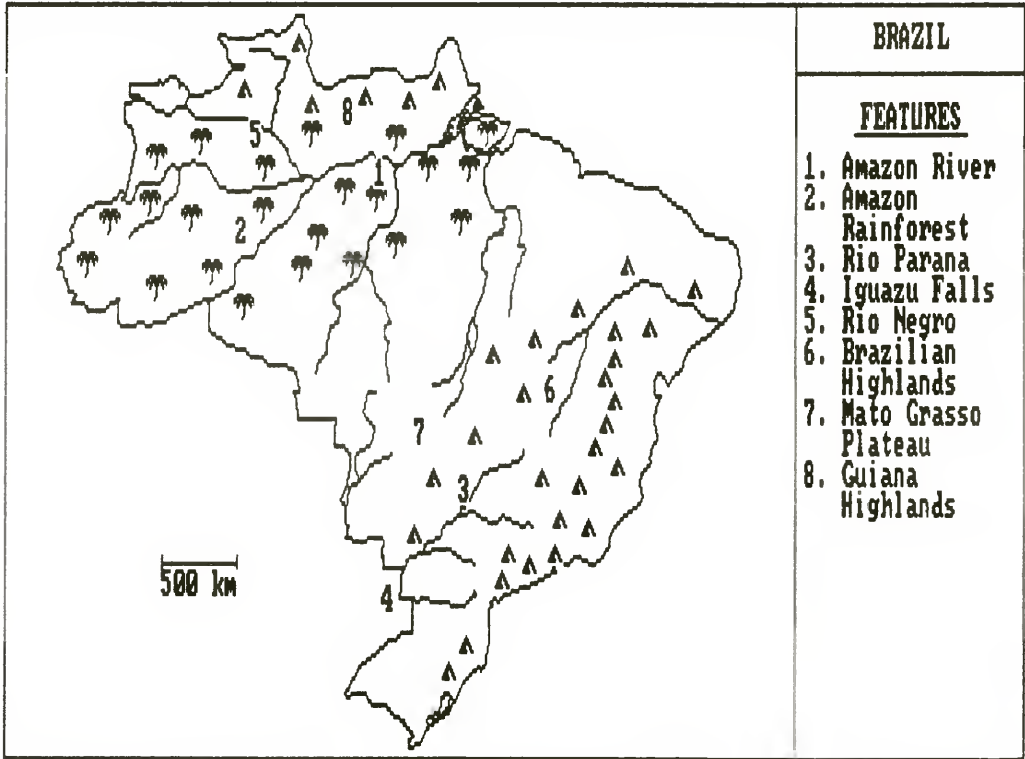 BRAZIL
FEATURES
1. Amazon River
2. Amazon
Rainforest
3. Rio Parana
4. Iguazu Falls
5. Rio Negro
6. Brazilian
Highlands
7. Mato Grasso
Plateau
8. Guiana
Highlands
8
5
1
2
6
7
3
4
500 km